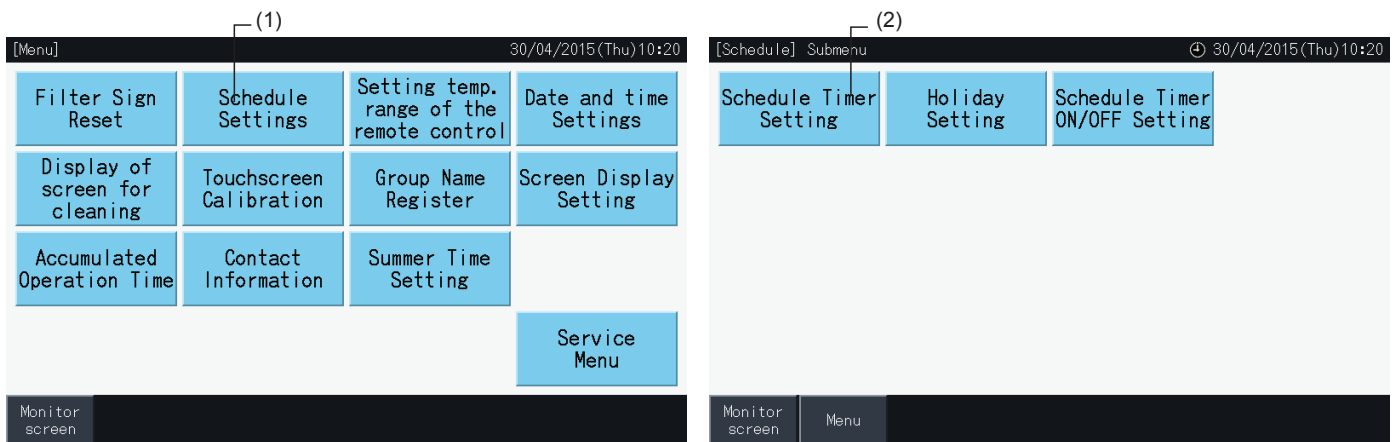 (1)
[Menu] 30/04/2015(Thu)10:20
Filter Sign
Reset
Schedule
Settings
Setting temp.
range of the
remote control
Date and time
Settings
Display of
screen for
cleaning
Touchscreen
Calibration
Group Name
Register
Screen Display
Setting
Accumulated
Operation Time
Contact
Information
Summer Time
Setting
Service
Menu
Monitor
screen
(2)
[Schedule] Submenu 30/04/2015(Thu)10:20
Schedule Timer
Setting
Holiday
Setting
Schedule Timer
ON/OFF Setting
Monitor
screen
Menu